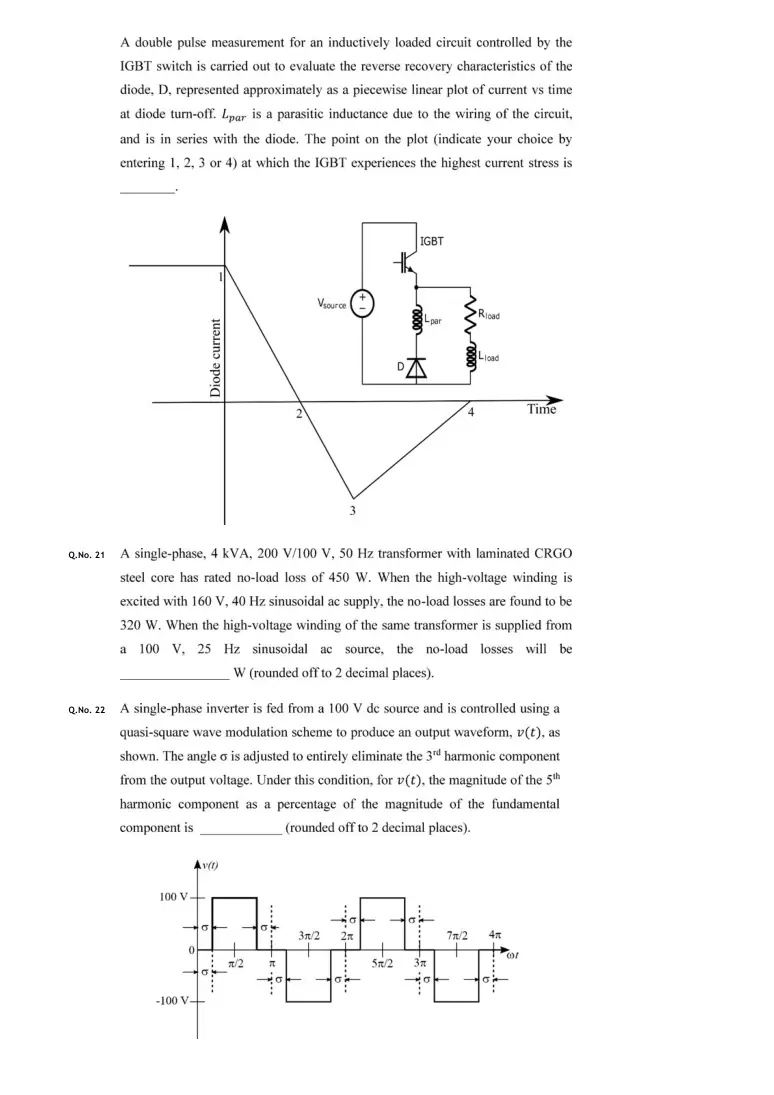 A double pulse measurement for an inductively loaded circuit controlled by the
IGBT switch is carried out to evaluate the reverse recovery characteristics of the
diode, D, represented approximately as a piecewise linear plot of current vs time
at diode turn-off. L_par is a parasitic inductance due to the wiring of the circuit,
and is in series with the diode. The point on the plot (indicate your choice by
entering 1, 2, 3 or 4) at which the IGBT experiences the highest current stress is
________.
IGBT
1
V_source
+
−
L_par
R_load
D
L_load
Diode current
2
4
Time
3
Q.No. 21 A single-phase, 4 kVA, 200 V/100 V, 50 Hz transformer with laminated CRGO
steel core has rated no-load loss of 450 W. When the high-voltage winding is
excited with 160 V, 40 Hz sinusoidal ac supply, the no-load losses are found to be
320 W. When the high-voltage winding of the same transformer is supplied from
a 100 V, 25 Hz sinusoidal ac source, the no-load losses will be
________________ W (rounded off to 2 decimal places).
Q.No. 22 A single-phase inverter is fed from a 100 V dc source and is controlled using a
quasi-square wave modulation scheme to produce an output waveform, v(t), as
shown. The angle σ is adjusted to entirely eliminate the 3rd harmonic component
from the output voltage. Under this condition, for v(t), the magnitude of the 5th
harmonic component as a percentage of the magnitude of the fundamental
component is ____________ (rounded off to 2 decimal places).
v(t)
100 V
σ σ σ σ
3π/2 2π 7π/2 4π
0
ωt
π/2 π 5π/2 3π
σ σ σ σ σ
-100 V